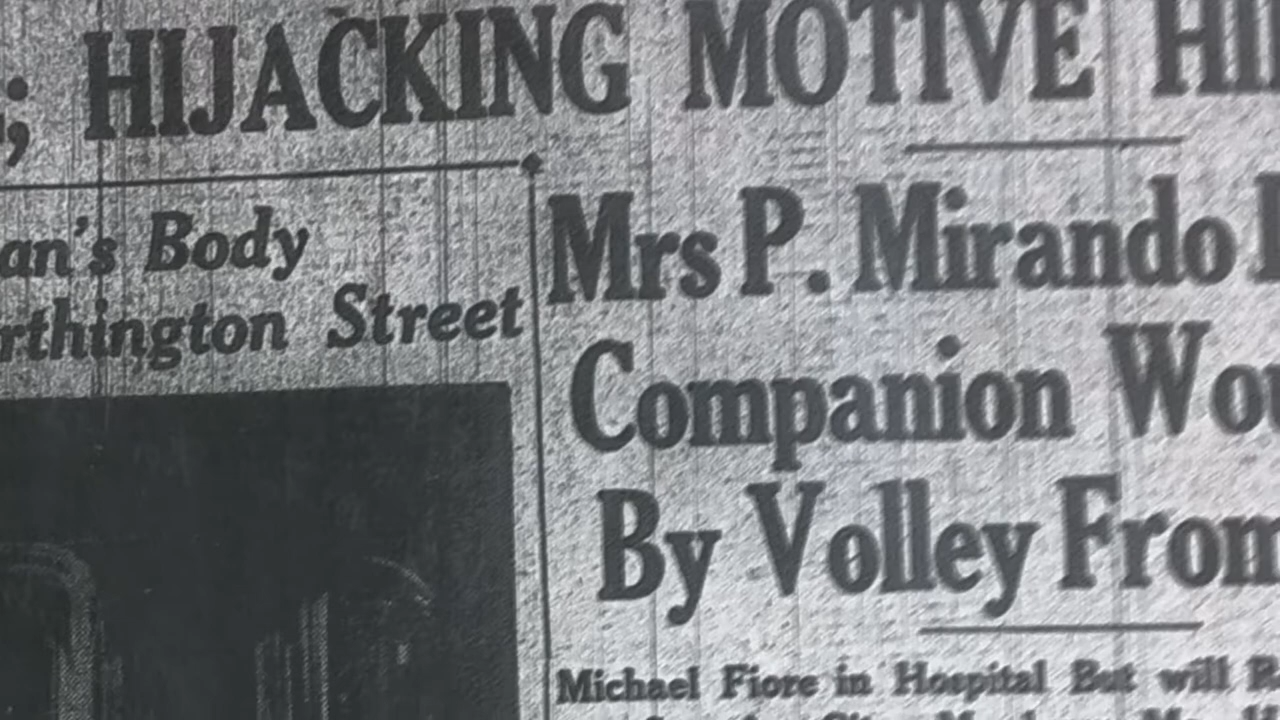 ; HIJACKING MOTIVE HI
an's Body
rthington Street
Mrs P. Mirando
Companion Wou
By Volley From
Michael Fiore in Hospital But will R